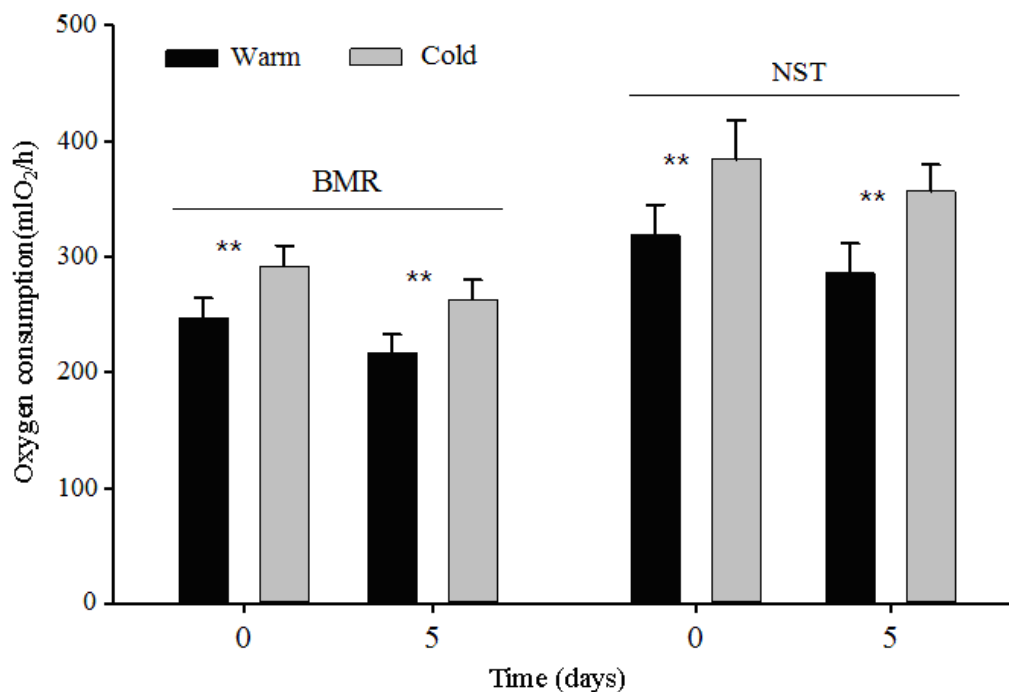 500
Warm
Cold
NST
400
**
BMR
**
300
**
**
200
100
0
0
5
0
5
Time (days)
Oxygen consumption(mlO₂/h)